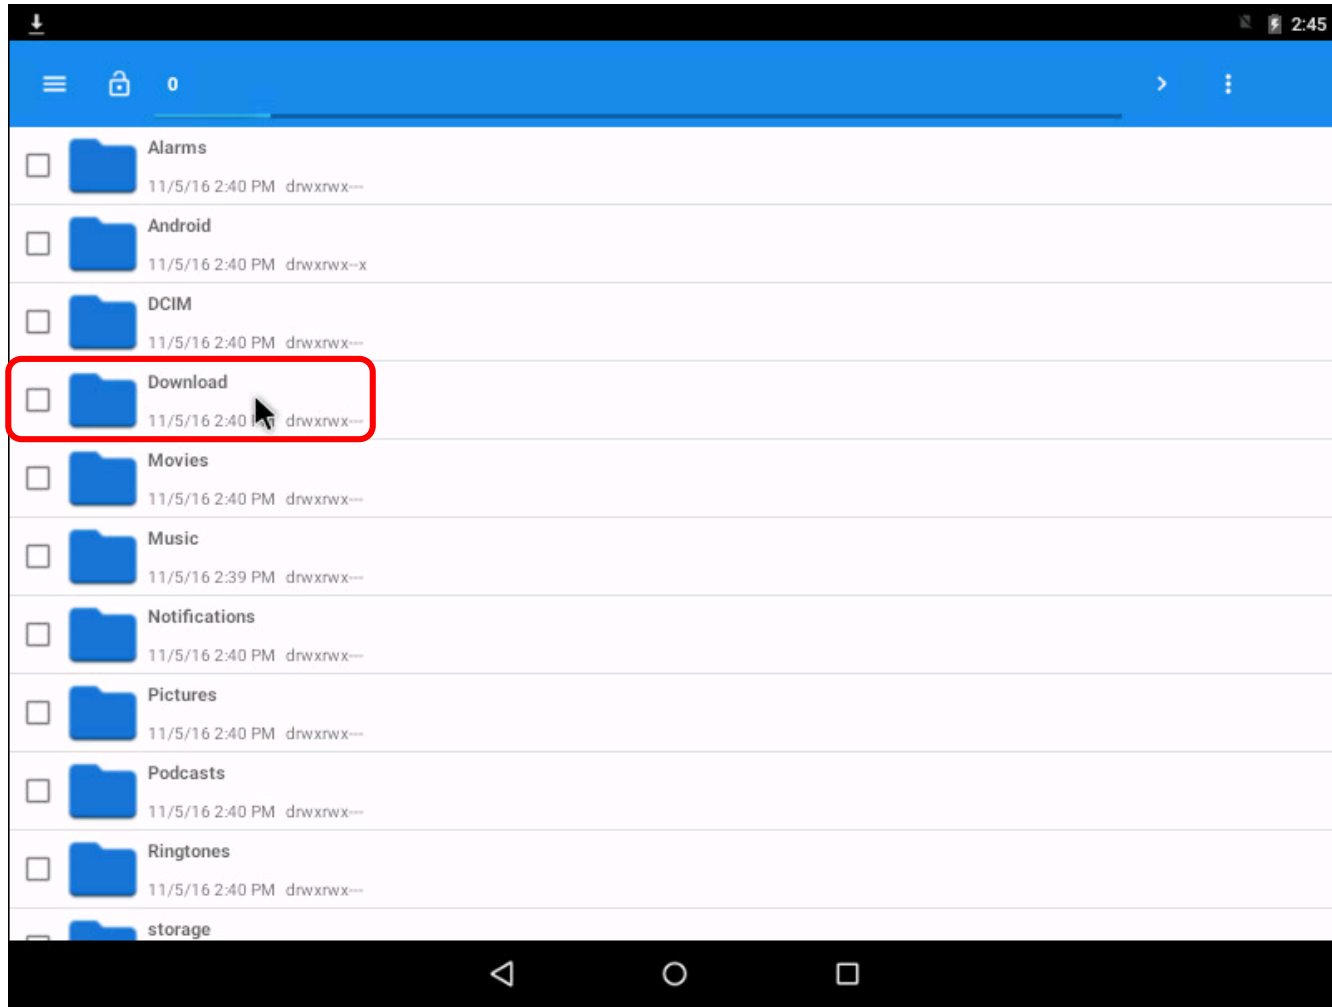 2:45
0
Alarms
11/5/16 2:40 PM drwxrwx---
Android
11/5/16 2:40 PM drwxrwx--x
DCIM
11/5/16 2:40 PM drwxrwx---
Download
11/5/16 2:40 drwxrwx---
Movies
11/5/16 2:40 PM drwxrwx---
Music
11/5/16 2:39 PM drwxrwx---
Notifications
11/5/16 2:40 PM drwxrwx---
Pictures
11/5/16 2:40 PM drwxrwx---
Podcasts
11/5/16 2:40 PM drwxrwx---
Ringtones
11/5/16 2:40 PM drwxrwx---
storage